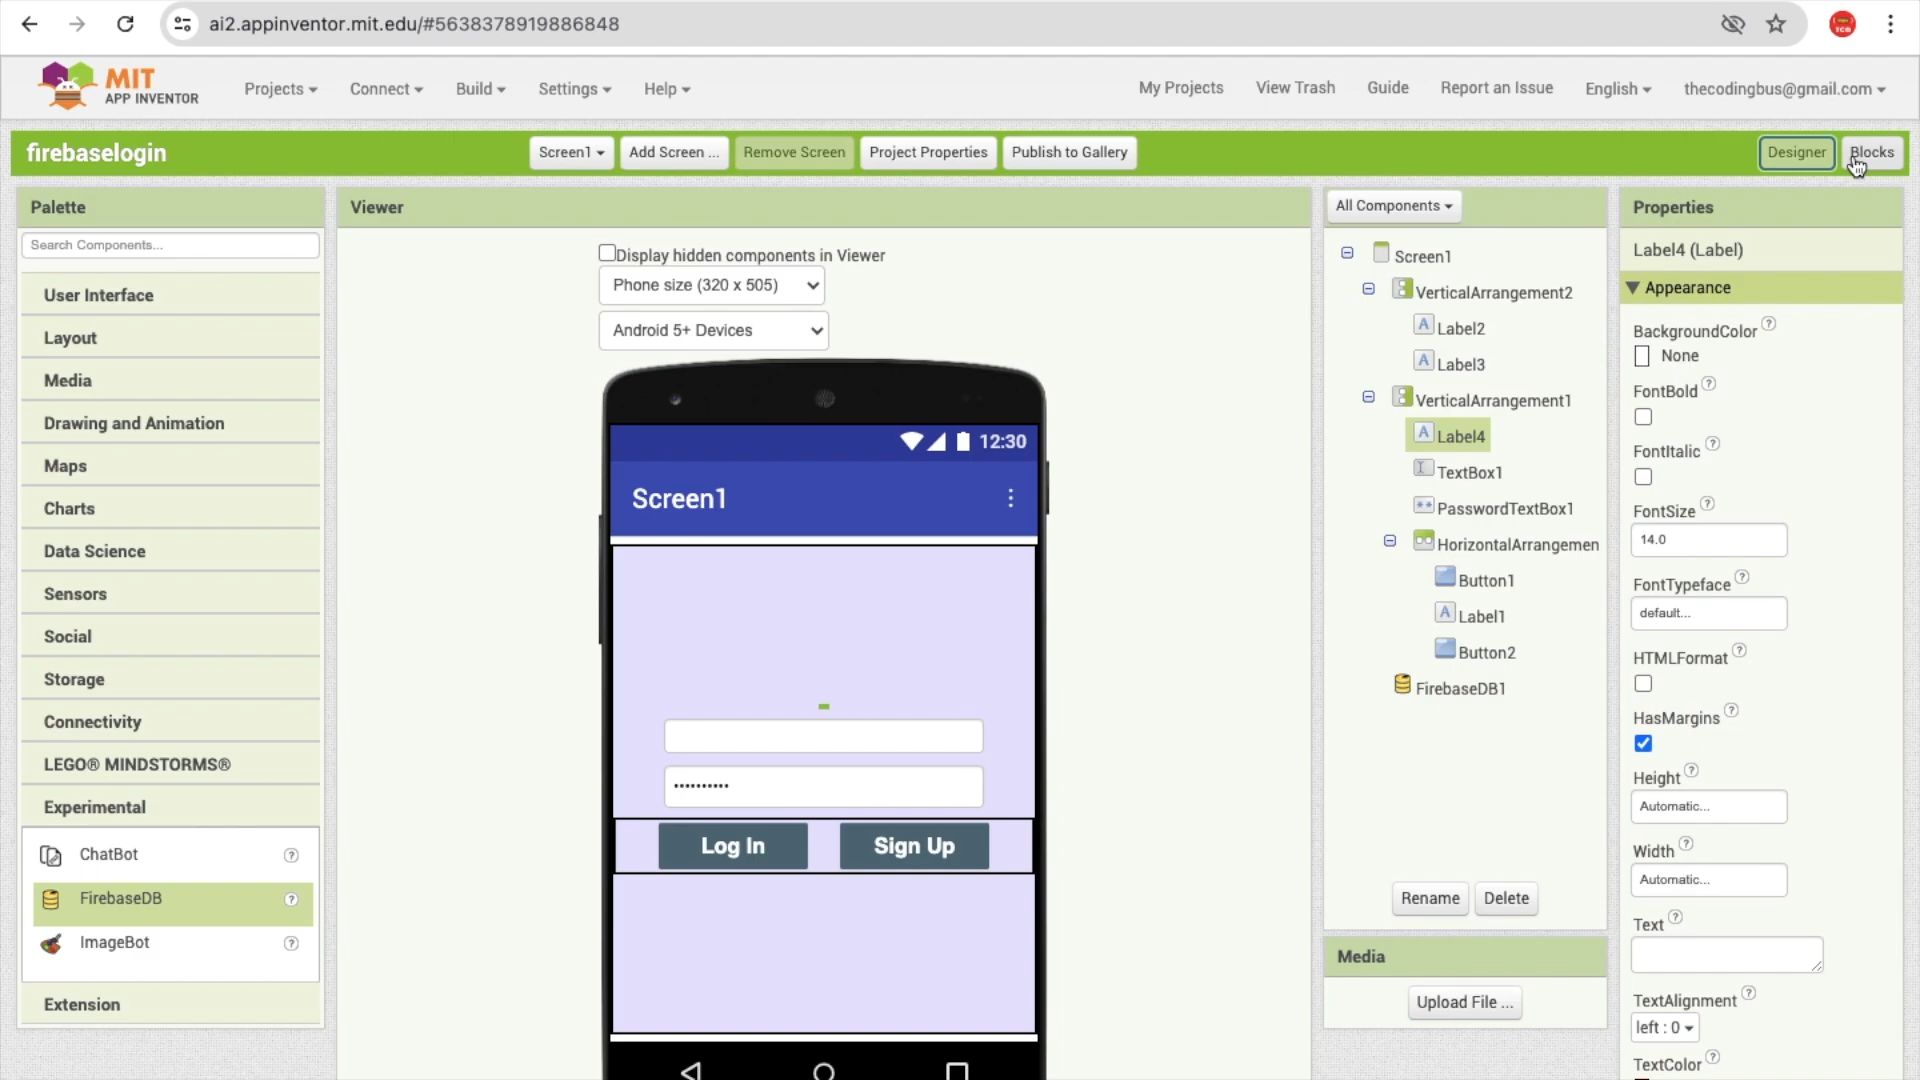 ai2.appinventor.mit.edu/#5638378919886848
MIT
APP INVENTOR
Projects
Connect
Build
Settings
Help
My Projects
View Trash
Guide
Report an Issue
English
thecodingbus@gmail.com
firebaselogin
Screen1
Add Screen ...
Remove Screen
Project Properties
Publish to Gallery
Designer
Blocks
Palette
Search Components...
User Interface
Layout
Media
Drawing and Animation
Maps
Charts
Data Science
Sensors
Social
Storage
Connectivity
LEGO® MINDSTORMS®
Experimental
ChatBot ?
FirebaseDB ?
ImageBot ?
Extension
Viewer
Display hidden components in Viewer
Phone size (320 x 505)
Android 5+ Devices
12:30
Screen1
Log In
Sign Up
All Components
Screen1
VerticalArrangement2
Label2
Label3
VerticalArrangement1
Label4
TextBox1
PasswordTextBox1
HorizontalArrangemen
Button1
Label1
Button2
FirebaseDB1
Rename
Delete
Media
Upload File ...
Properties
Label4 (Label)
Appearance
BackgroundColor ?
None
FontBold ?
FontItalic ?
FontSize ?
14.0
FontTypeface ?
default...
HTMLFormat ?
HasMargins ?
Height ?
Automatic...
Width ?
Automatic...
Text ?
TextAlignment ?
left : 0
TextColor ?